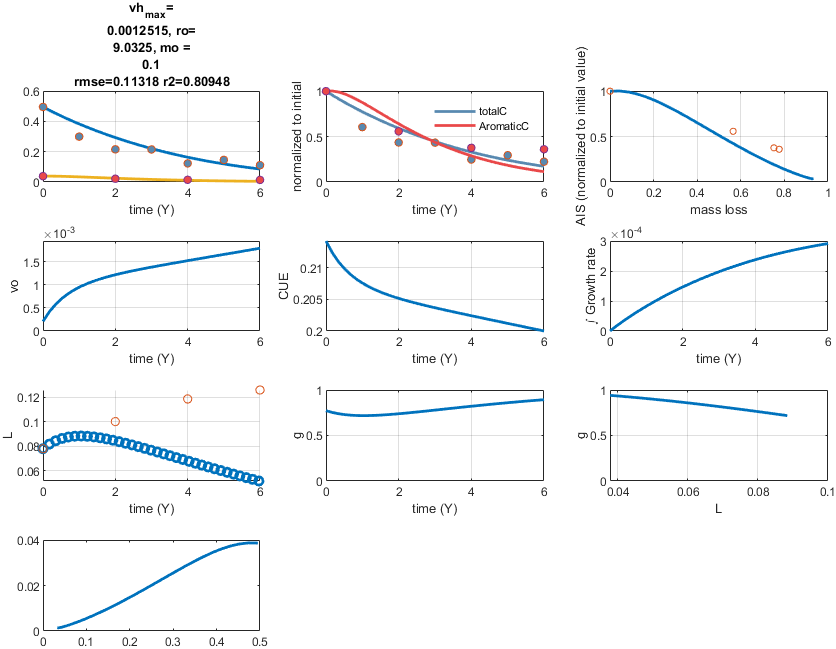 vh_max=
0.0012515, ro=
9.0325, mo =
0.1
rmse=0.11318 r2=0.80948
0.6
0.4
0.2
0
0 2 4 6
time (Y)
normalized to initial
1
0.5
0
0 2 4 6
time (Y)
totalC
AromaticC
AIS (normalized to initial value)
1
0.5
0
0 0.2 0.4 0.6 0.8 1
mass loss
×10^-3
vo
1.5
1
0.5
0
0 2 4 6
time (Y)
CUE
0.21
0.205
0.2
0 2 4 6
time (Y)
×10^-4
∫ Growth rate
3
2
1
0
0 2 4 6
time (Y)
L
0.12
0.1
0.08
0.06
0 2 4 6
time (Y)
g
1
0.5
0
0 2 4 6
time (Y)
g
1
0.5
0
0.04 0.06 0.08 0.1
L
0.04
0.02
0
0 0.1 0.2 0.3 0.4 0.5